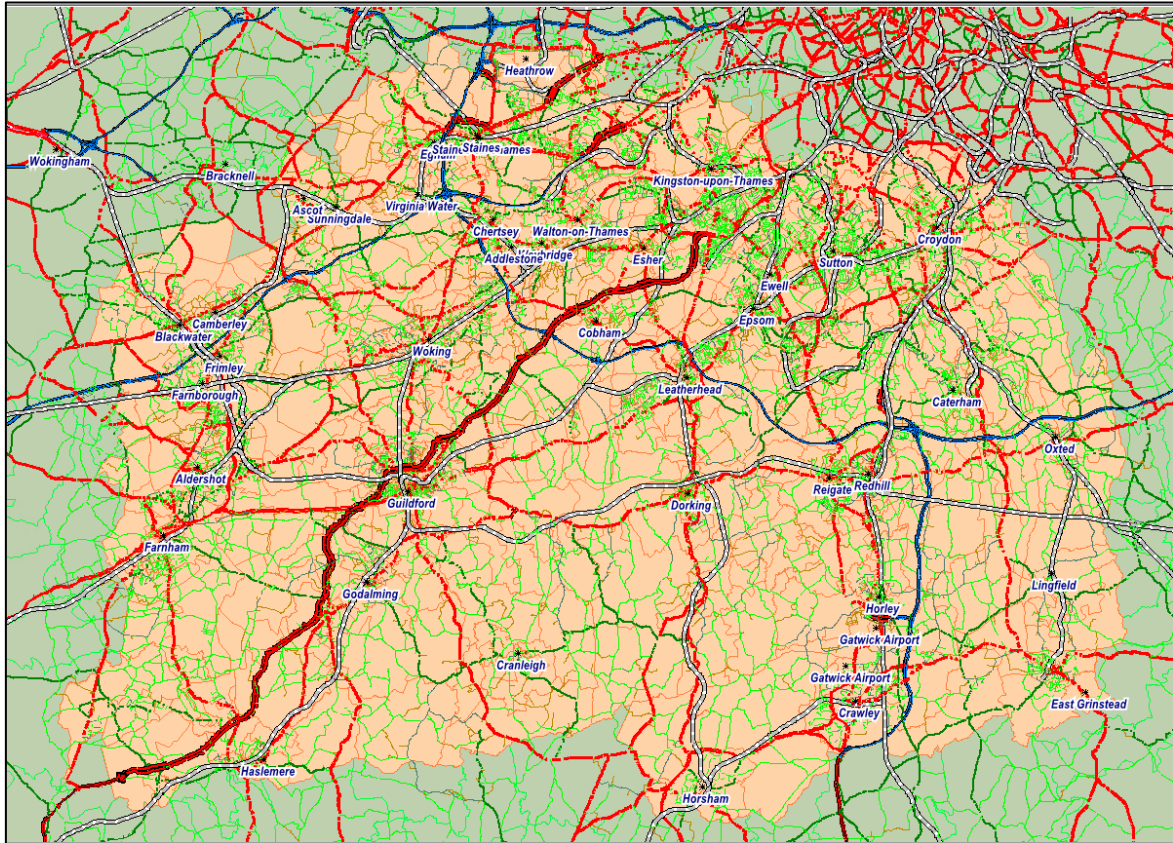 Heathrow
Wokingham
Staines
Bracknell
Kingston-upon-Thames
Ascot
Sunningdale
Virginia Water
Chertsey
Walton-on-Thames
Addlestone
Esher
Croydon
Sutton
Ewell
Camberley
Blackwater
Cobham
Epsom
Woking
Frimley
Farnborough
Leatherhead
Caterham
Oxted
Aldershot
Reigate
Redhill
Guildford
Dorking
Farnham
Godalming
Lingfield
Horley
Gatwick Airport
Cranleigh
Gatwick Airport
Crawley
East Grinstead
Haslemere
Horsham